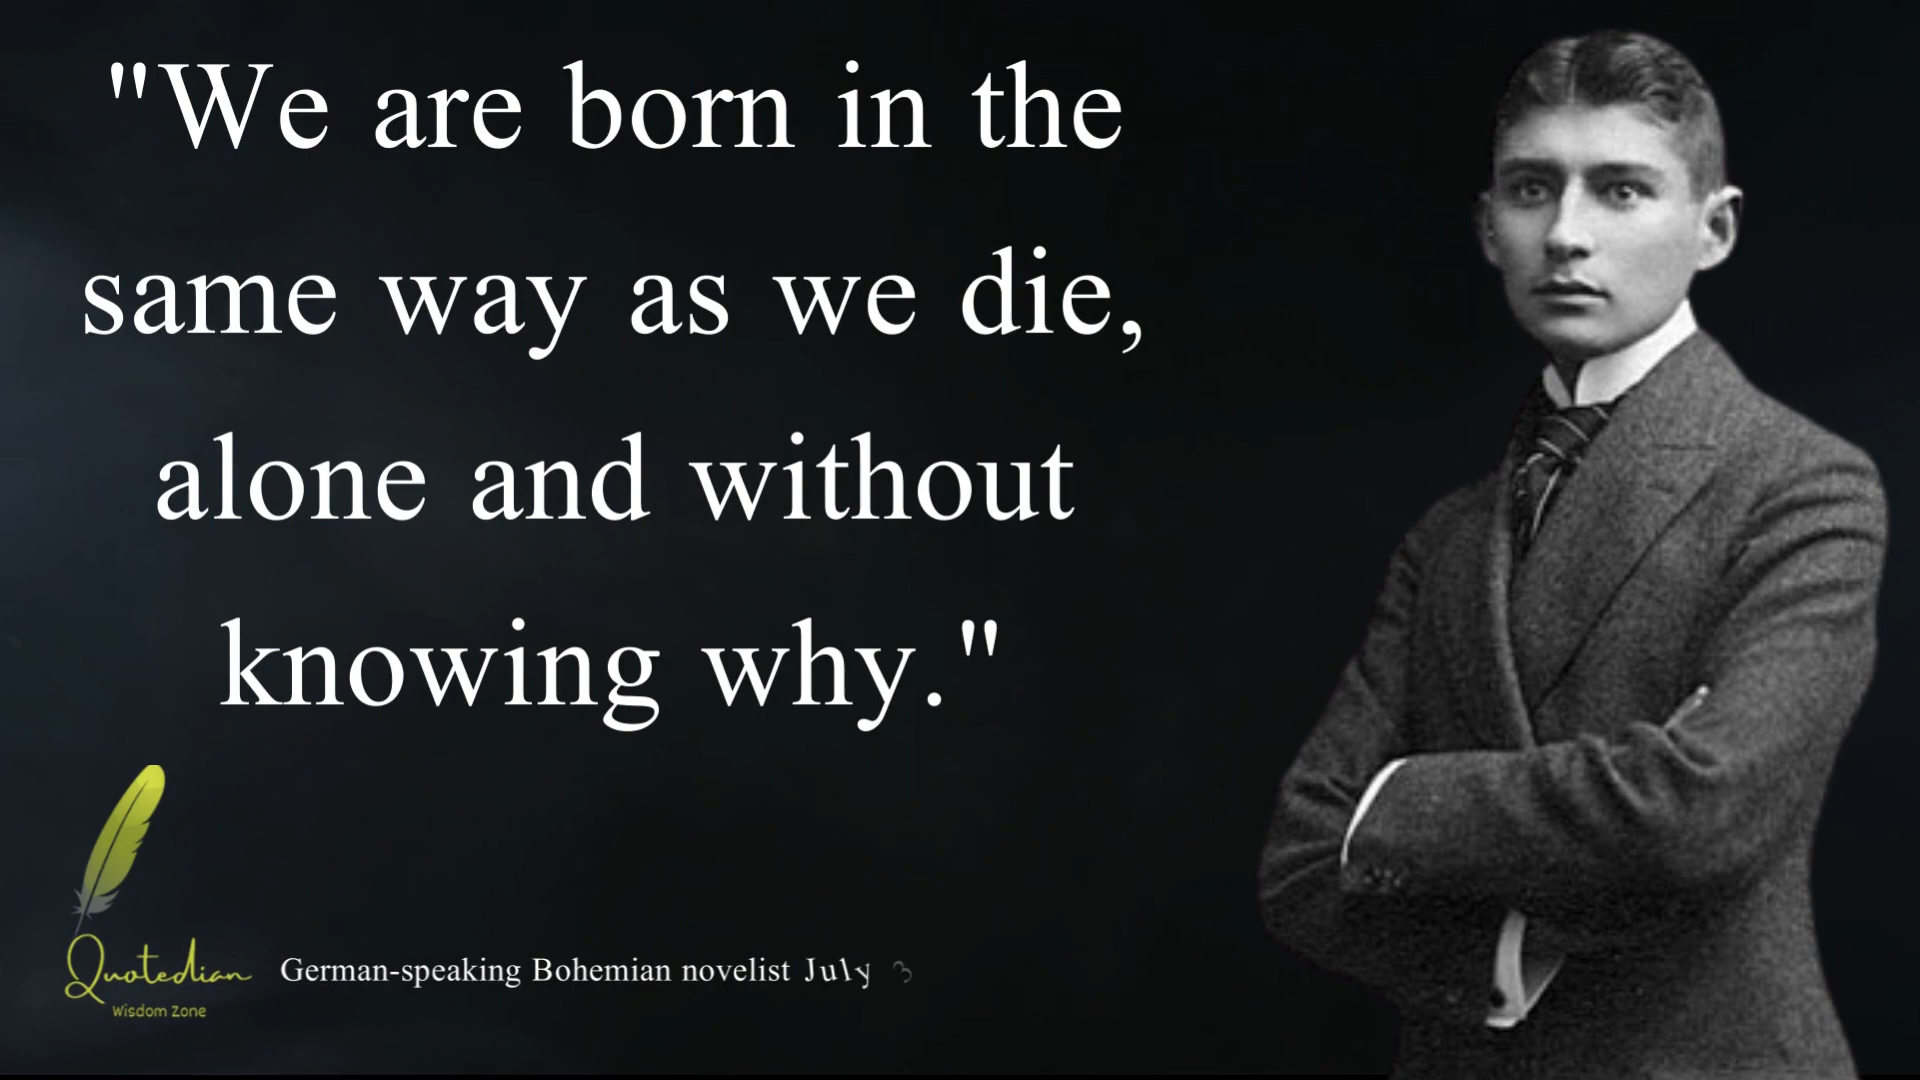 "We are born in the
same way as we die,
alone and without
knowing why."
Quotedian
Wisdom Zone
German-speaking Bohemian novelist July 3